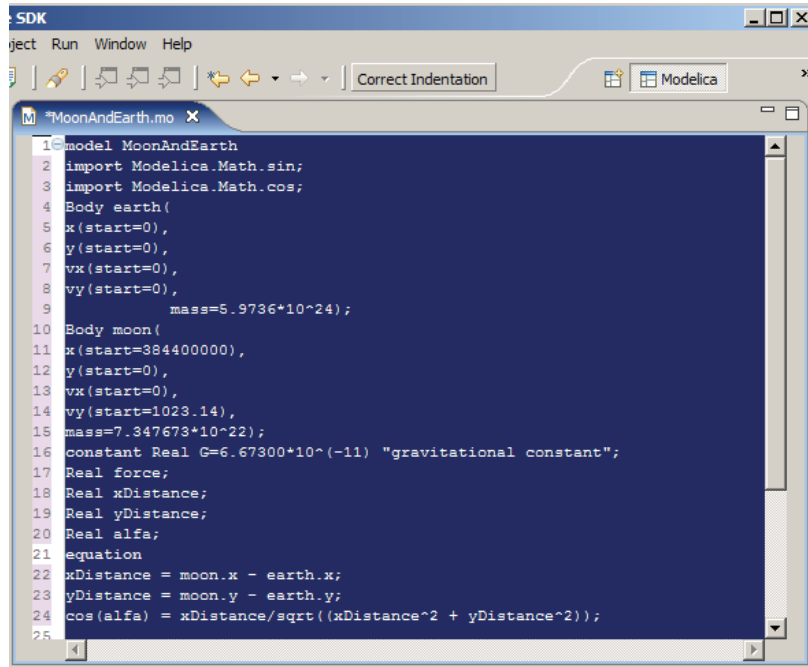 SDK
ject Run Window Help
Correct Indentation
Modelica
*MoonAndEarth.mo
1 model MoonAndEarth
2 import Modelica.Math.sin;
3 import Modelica.Math.cos;
4 Body earth(
5 x(start=0),
6 y(start=0),
7 vx(start=0),
8 vy(start=0),
9 mass=5.9736*10^24);
10 Body moon(
11 x(start=384400000),
12 y(start=0),
13 vx(start=0),
14 vy(start=1023.14),
15 mass=7.347673*10^22);
16 constant Real G=6.67300*10^(-11) "gravitational constant";
17 Real force;
18 Real xDistance;
19 Real yDistance;
20 Real alfa;
21 equation
22 xDistance = moon.x - earth.x;
23 yDistance = moon.y - earth.y;
24 cos(alfa) = xDistance/sqrt((xDistance^2 + yDistance^2));
25